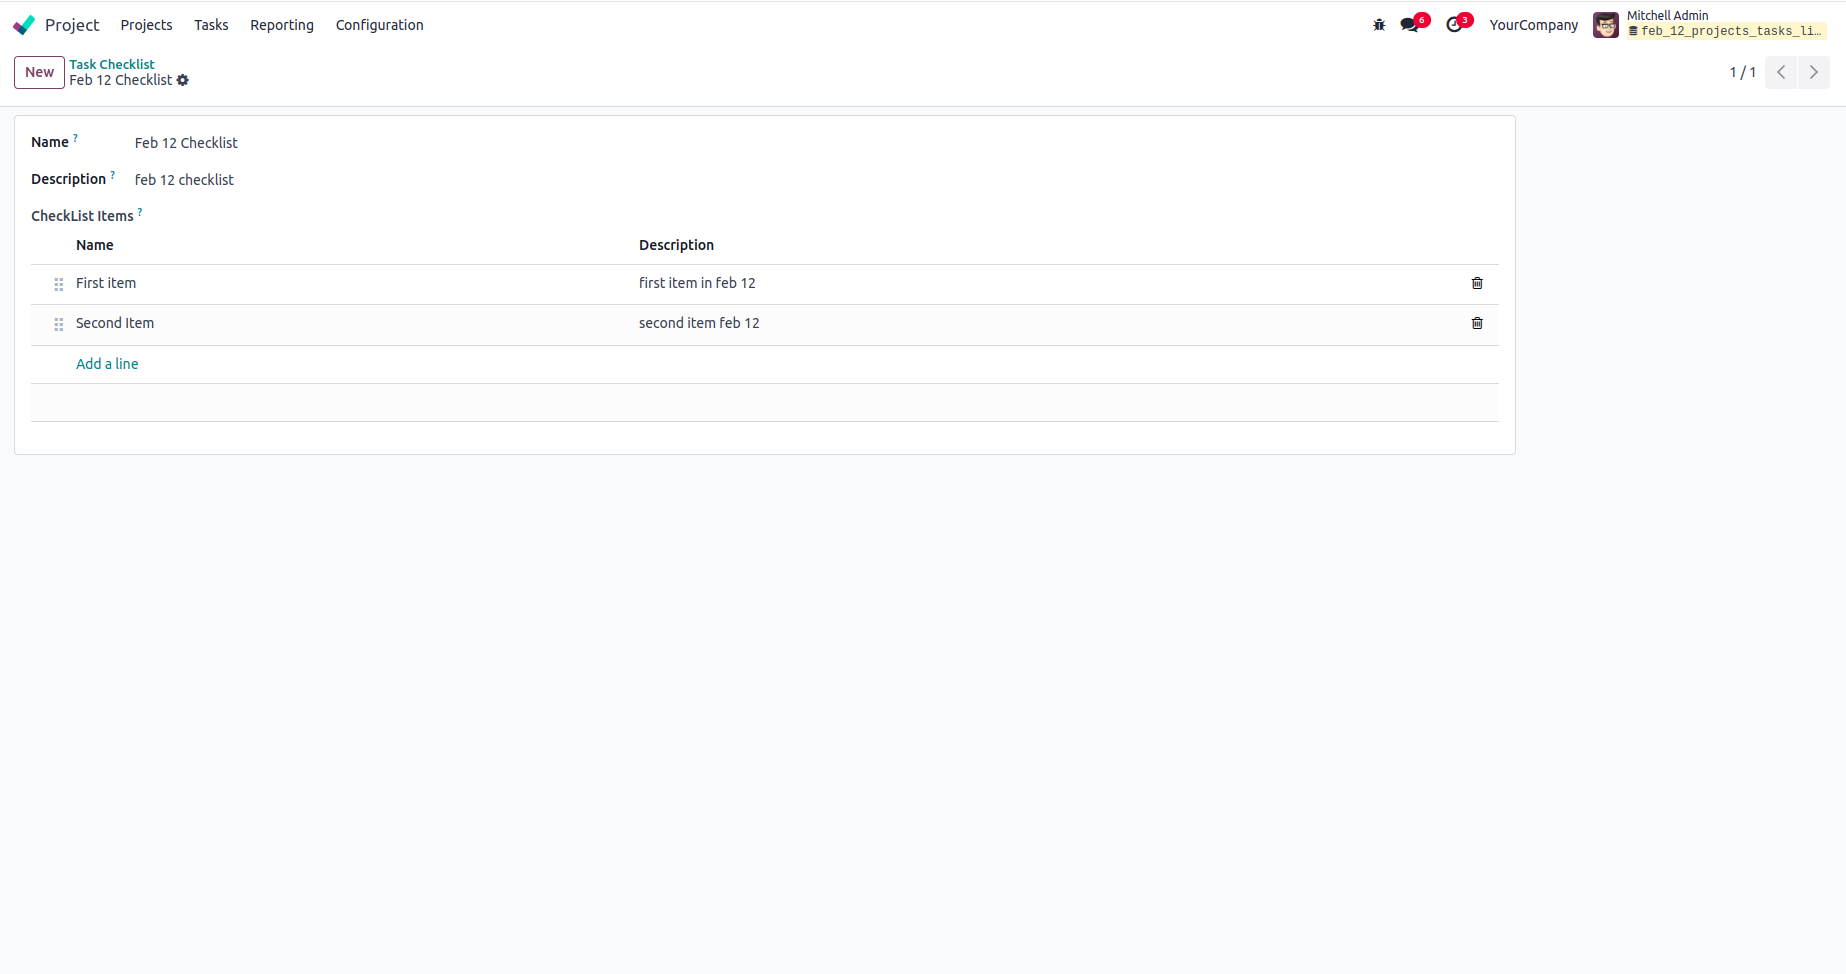 Project Projects Tasks Reporting Configuration 6 3 YourCompany Mitchell Admin
feb_12_projects_tasks_li…
New Task Checklist
Feb 12 Checklist
1 / 1
Name ? Feb 12 Checklist
Description ? feb 12 checklist
CheckList Items ?
Name Description
First item first item in feb 12
Second Item second item feb 12
Add a line